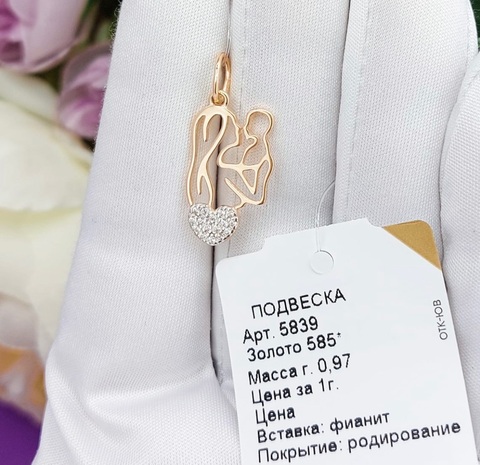 ПОДВЕСКА
Арт. 5839
Золото 585*
Масса г. 0,97
Цена за 1г.
Цена
Вставка: фианит
Покрытие: родирование
ОТК-ЮВ